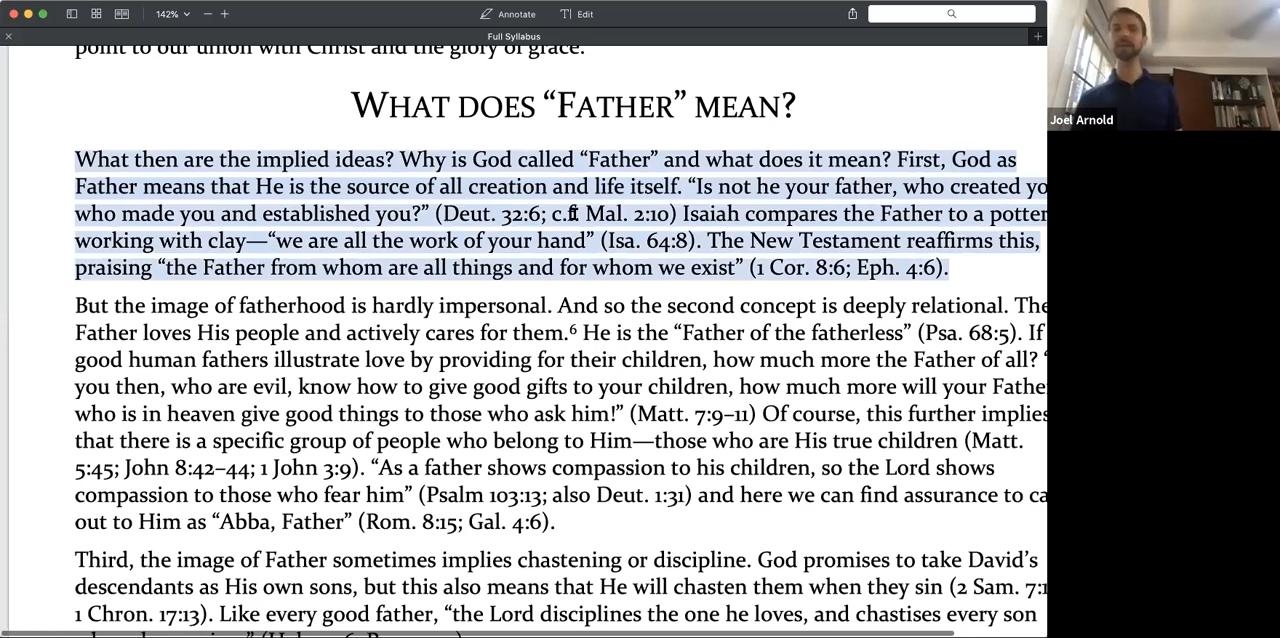 142%
Annotate
Edit
Full Syllabus
point to our union with Christ and the glory of grace.
WHAT DOES “FATHER” MEAN?
What then are the implied ideas? Why is God called “Father” and what does it mean? First, God as
Father means that He is the source of all creation and life itself. “Is not he your father, who created yo
who made you and established you?” (Deut. 32:6; c.f. Mal. 2:10) Isaiah compares the Father to a potter
working with clay—“we are all the work of your hand” (Isa. 64:8). The New Testament reaffirms this,
praising “the Father from whom are all things and for whom we exist” (1 Cor. 8:6; Eph. 4:6).
But the image of fatherhood is hardly impersonal. And so the second concept is deeply relational. The
Father loves His people and actively cares for them.6 He is the “Father of the fatherless” (Psa. 68:5). If
good human fathers illustrate love by providing for their children, how much more the Father of all? “
you then, who are evil, know how to give good gifts to your children, how much more will your Fathe
who is in heaven give good things to those who ask him!” (Matt. 7:9–11) Of course, this further implies
that there is a specific group of people who belong to Him—those who are His true children (Matt.
5:45; John 8:42–44; 1 John 3:9). “As a father shows compassion to his children, so the Lord shows
compassion to those who fear him” (Psalm 103:13; also Deut. 1:31) and here we can find assurance to ca
out to Him as “Abba, Father” (Rom. 8:15; Gal. 4:6).
Third, the image of Father sometimes implies chastening or discipline. God promises to take David’s
descendants as His own sons, but this also means that He will chasten them when they sin (2 Sam. 7:1
1 Chron. 17:13). Like every good father, “the Lord disciplines the one he loves, and chastises every son
Joel Arnold